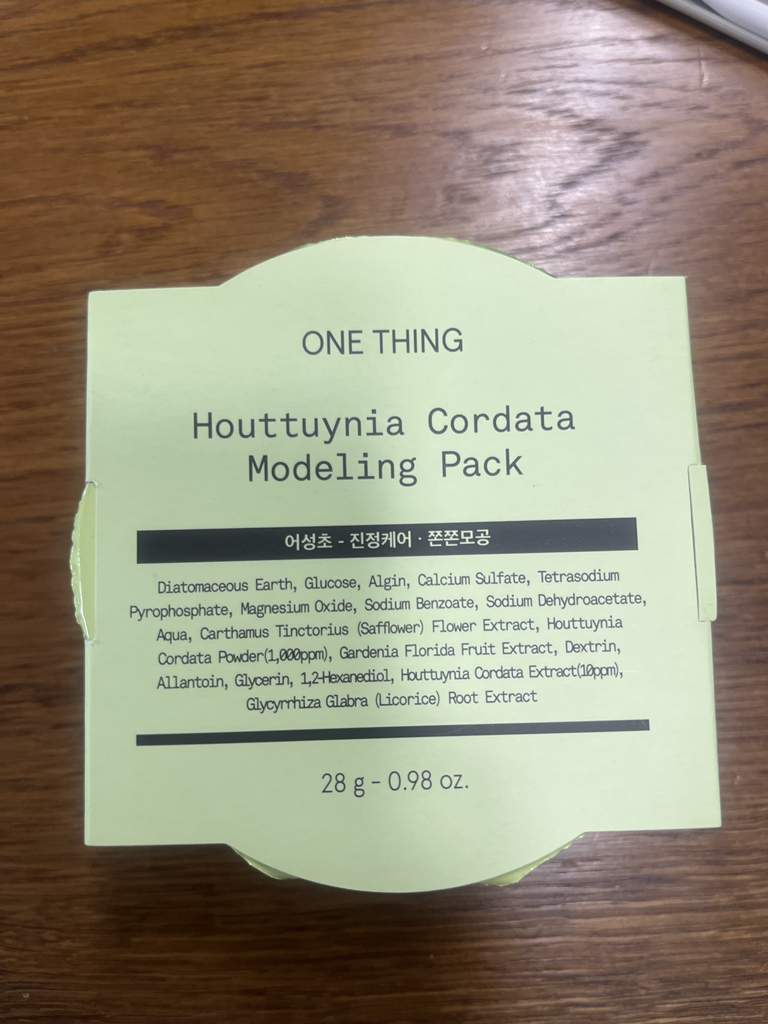 ONE THING
Houttuynia Cordata
Modeling Pack
어성초 - 진정케어 · 쫀쫀모공
Diatomaceous Earth, Glucose, Algin, Calcium Sulfate, Tetrasodium
Pyrophosphate, Magnesium Oxide, Sodium Benzoate, Sodium Dehydroacetate,
Aqua, Carthamus Tinctorius (Safflower) Flower Extract, Houttuynia
Cordata Powder(1,000ppm), Gardenia Florida Fruit Extract, Dextrin,
Allantoin, Glycerin, 1,2-Hexanediol, Houttuynia Cordata Extract(10ppm),
Glycyrrhiza Glabra (Licorice) Root Extract
28 g - 0.98 oz.